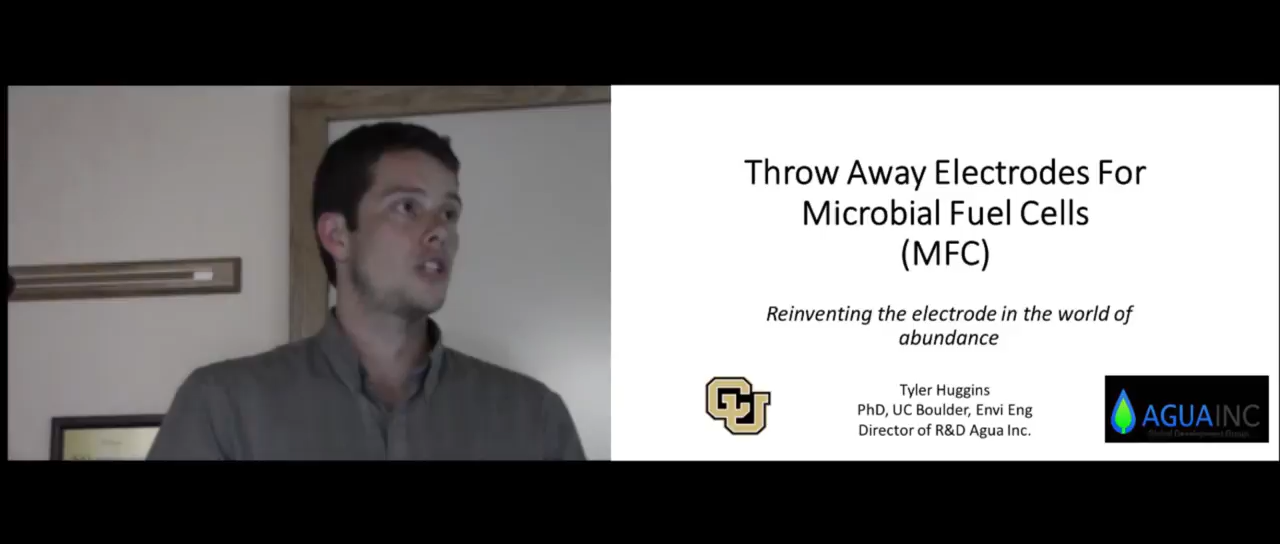 Throw Away Electrodes For
Microbial Fuel Cells
(MFC)
Reinventing the electrode in the world of
abundance
Tyler Huggins
PhD, UC Boulder, Envi Eng
Director of R&D Agua Inc.
CU
AGUAINC